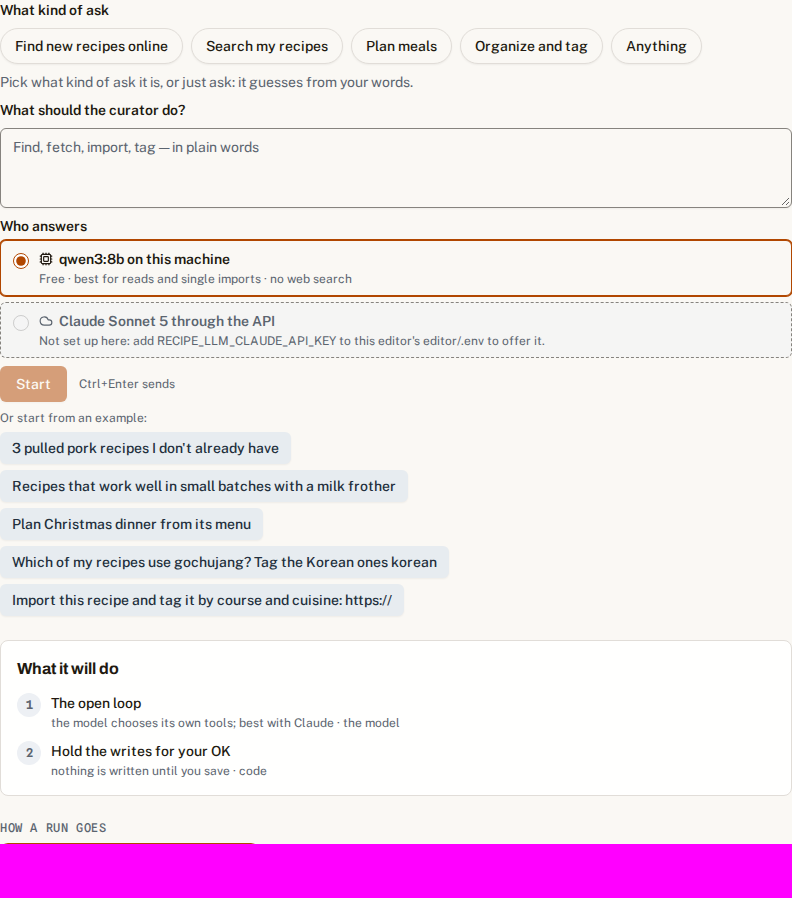 What kind of ask
Find new recipes online
Search my recipes
Plan meals
Organize and tag
Anything
Pick what kind of ask it is, or just ask: it guesses from your words.
What should the curator do?
Find, fetch, import, tag — in plain words
Who answers
qwen3:8b on this machine
Free · best for reads and single imports · no web search
Claude Sonnet 5 through the API
Not set up here: add RECIPE_LLM_CLAUDE_API_KEY to this editor's editor/.env to offer it.
Start
Ctrl+Enter sends
Or start from an example:
3 pulled pork recipes I don't already have
Recipes that work well in small batches with a milk frother
Plan Christmas dinner from its menu
Which of my recipes use gochujang? Tag the Korean ones korean
Import this recipe and tag it by course and cuisine: https://
What it will do
1 The open loop
the model chooses its own tools; best with Claude · the model
2 Hold the writes for your OK
nothing is written until you save · code
HOW A RUN GOES